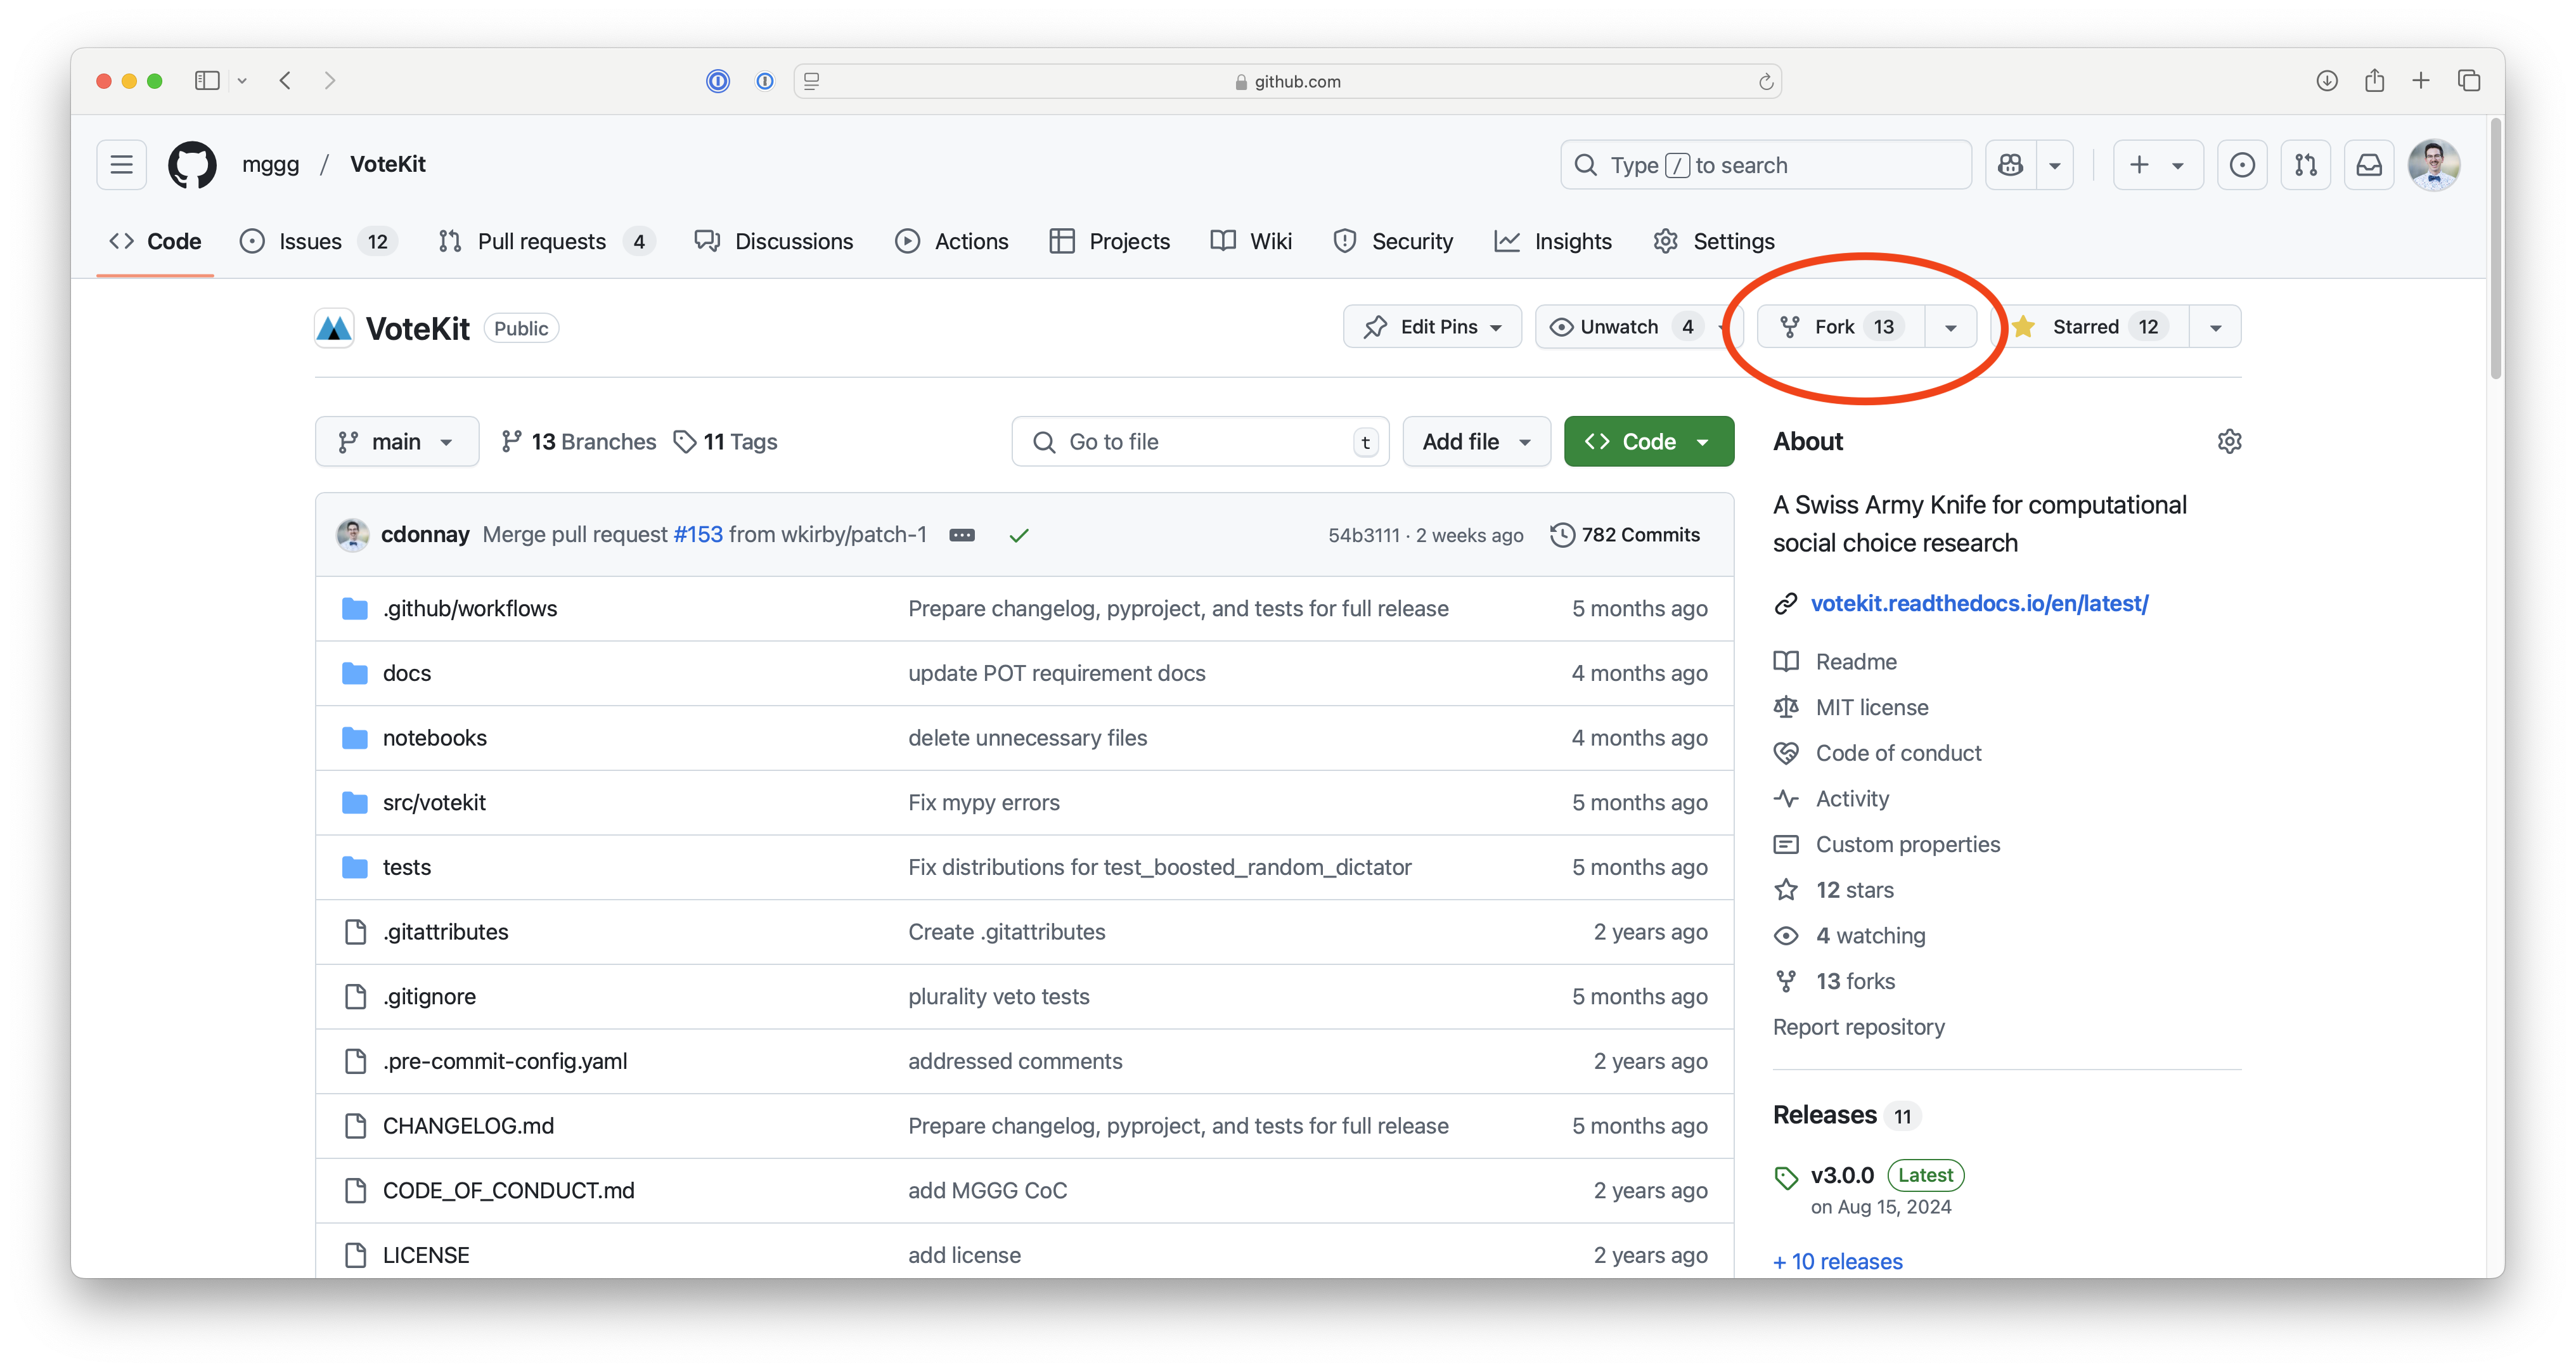 github.com
mggg / VoteKit
Type / to search
Code Issues 12 Pull requests 4 Discussions Actions Projects Wiki Security Insights Settings
VoteKit Public Edit Pins Unwatch 4 Fork 13 Starred 12
main 13 Branches 11 Tags Go to file t Add file Code
cdonnay Merge pull request #153 from wkirby/patch-1 54b3111 · 2 weeks ago 782 Commits
.github/workflows Prepare changelog, pyproject, and tests for full release 5 months ago
docs update POT requirement docs 4 months ago
notebooks delete unnecessary files 4 months ago
src/votekit Fix mypy errors 5 months ago
tests Fix distributions for test_boosted_random_dictator 5 months ago
.gitattributes Create .gitattributes 2 years ago
.gitignore plurality veto tests 5 months ago
.pre-commit-config.yaml addressed comments 2 years ago
CHANGELOG.md Prepare changelog, pyproject, and tests for full release 5 months ago
CODE_OF_CONDUCT.md add MGGG CoC 2 years ago
LICENSE add license 2 years ago
About
A Swiss Army Knife for computational
social choice research
votekit.readthedocs.io/en/latest/
Readme
MIT license
Code of conduct
Activity
Custom properties
12 stars
4 watching
13 forks
Report repository
Releases 11
v3.0.0 Latest
on Aug 15, 2024
+ 10 releases